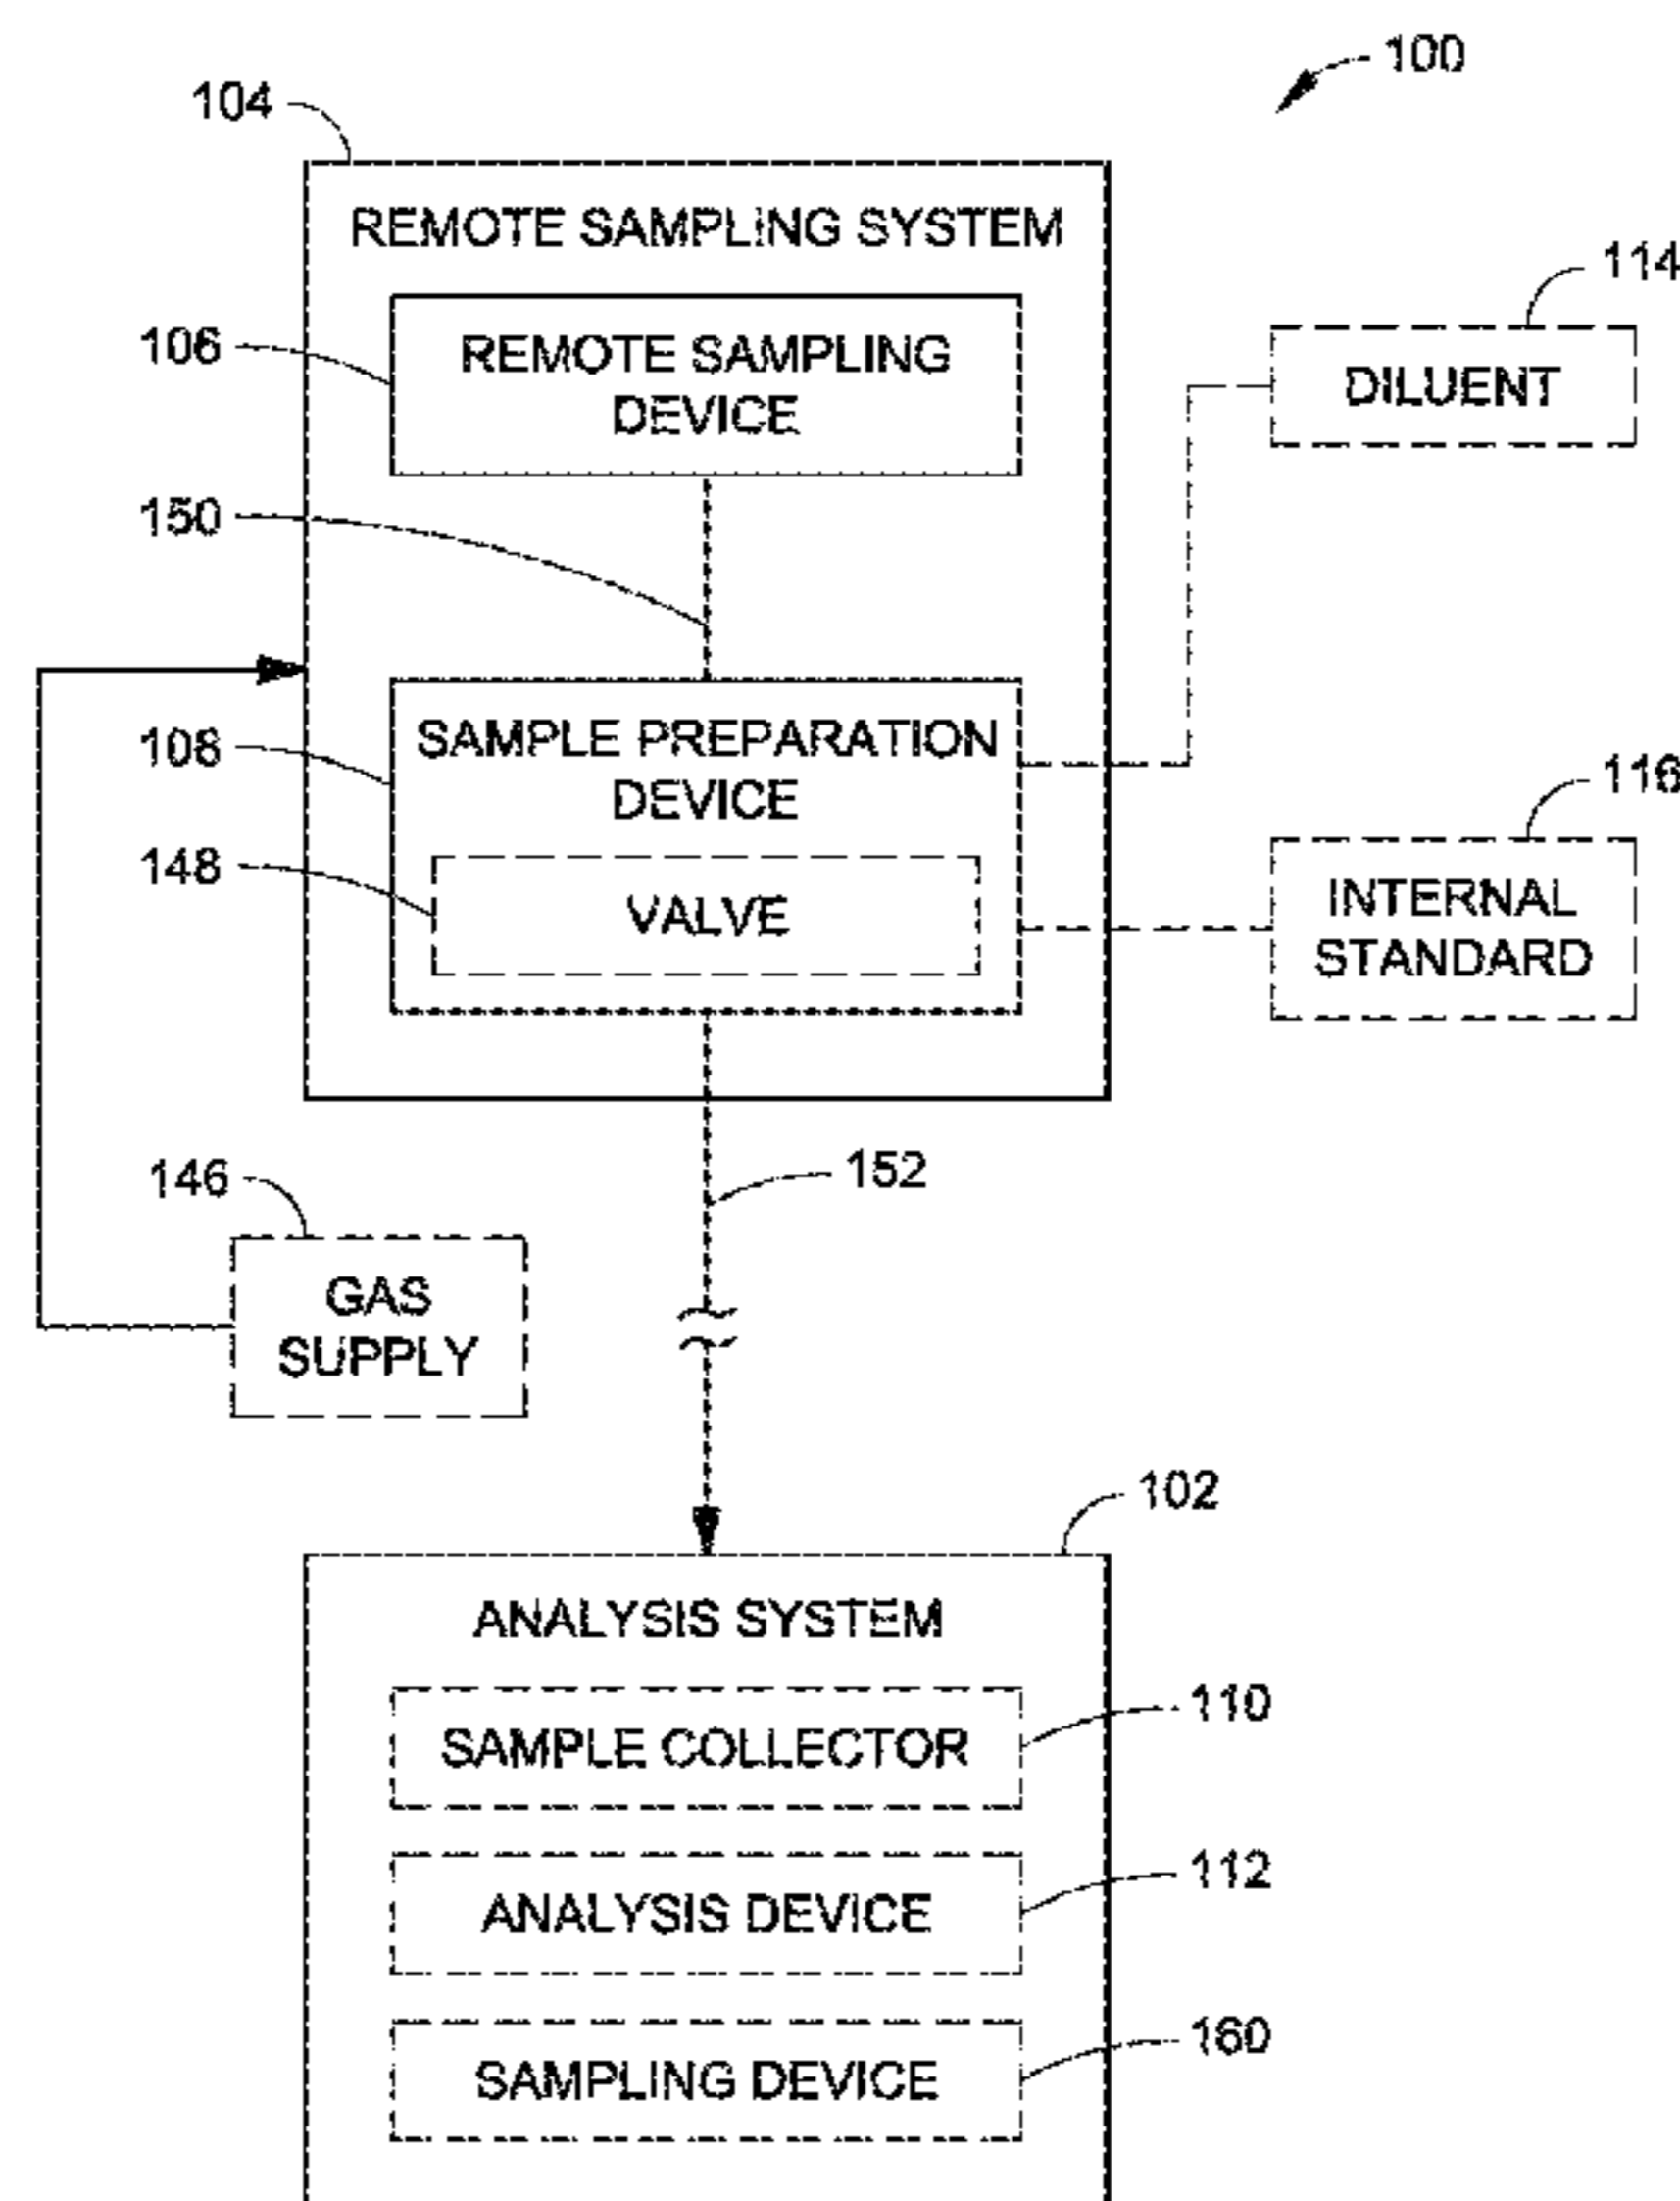 100
104
REMOTE SAMPLING SYSTEM
114
106
REMOTE SAMPLING
DEVICE
DILUENT
150
108
SAMPLE PREPARATION
DEVICE
116
148
VALVE
INTERNAL
STANDARD
146
152
GAS
SUPPLY
102
ANALYSIS SYSTEM
110
SAMPLE COLLECTOR
112
ANALYSIS DEVICE
160
SAMPLING DEVICE